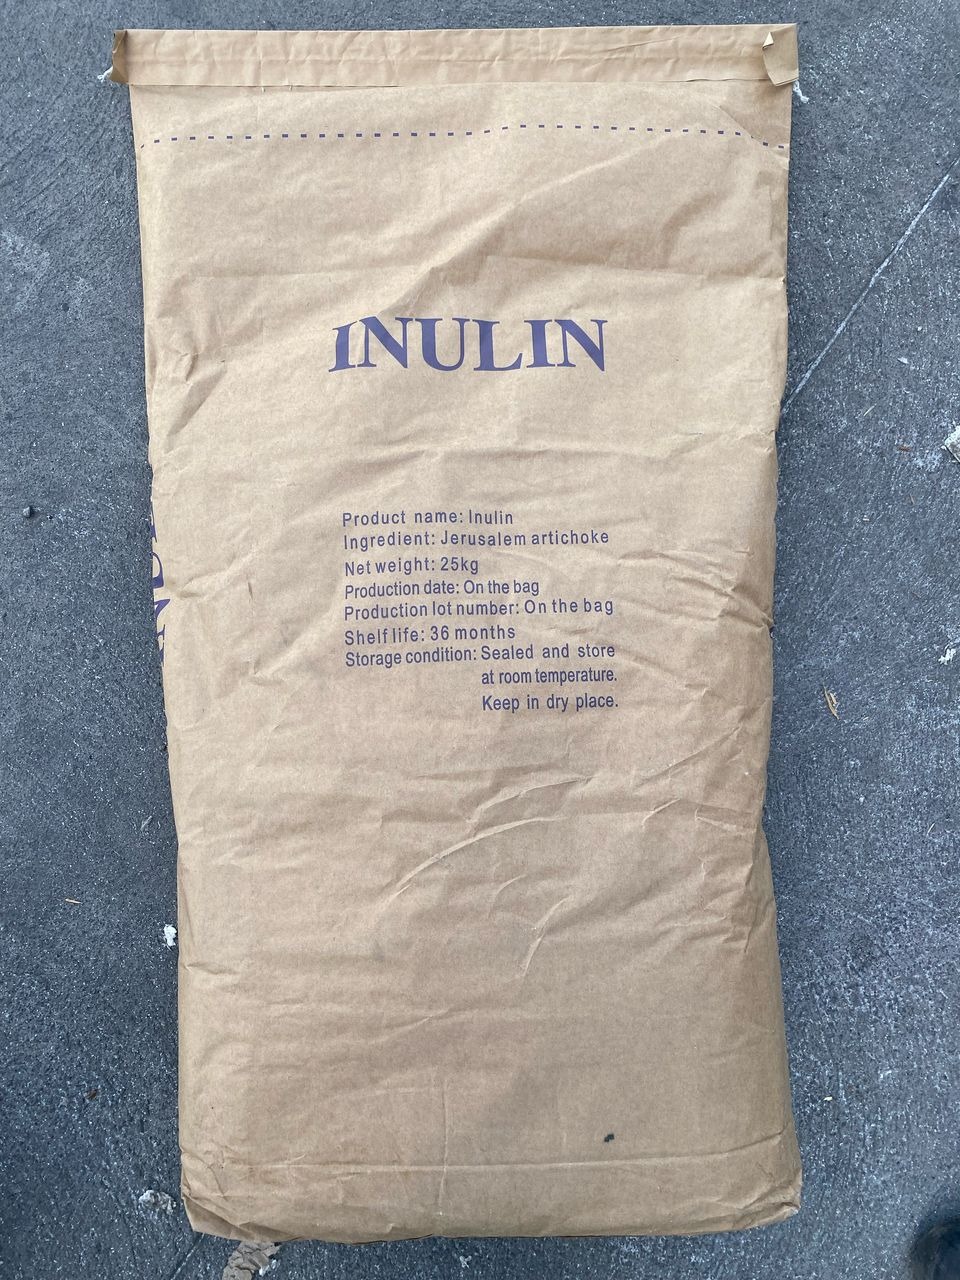 INULIN
Product name: Inulin
Ingredient: Jerusalem artichoke
Net weight: 25kg
Production date: On the bag
Production lot number: On the bag
Shelf life: 36 months
Storage condition: Sealed and store
at room temperature.
Keep in dry place.